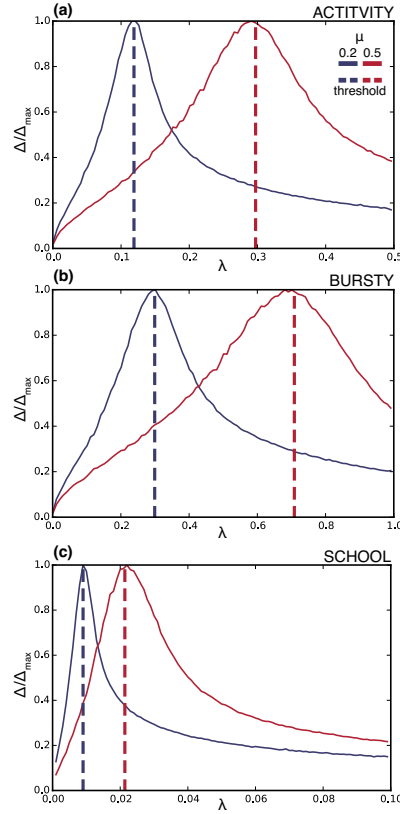 (a) ACTITVITY
μ
0.2 0.5
threshold
Δ/Δmax
1.0
0.8
0.6
0.4
0.2
0.0
0.0 0.1 0.2 0.3 0.4 0.5
λ
(b) BURSTY
Δ/Δmax
1.0
0.8
0.6
0.4
0.2
0.0
0.0 0.2 0.4 0.6 0.8 1.0
λ
(c) SCHOOL
Δ/Δmax
1.0
0.8
0.6
0.4
0.2
0.0
0.00 0.02 0.04 0.06 0.08 0.10
λ